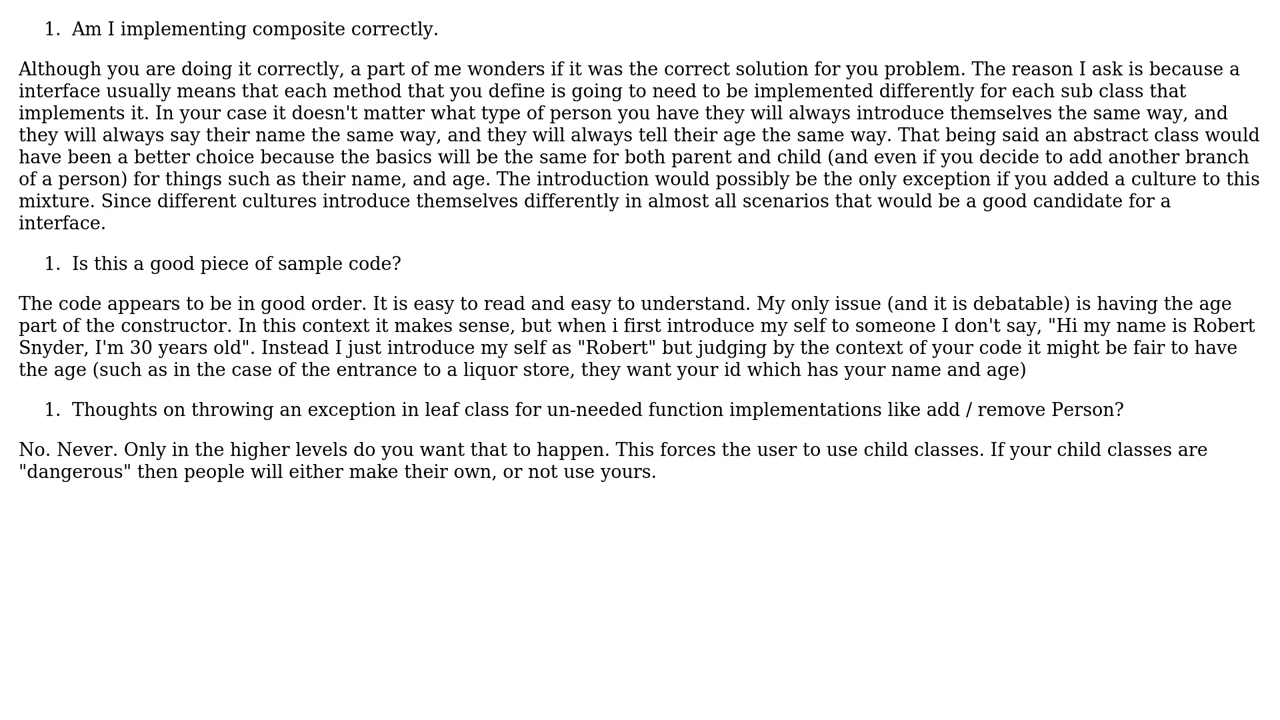 1. Am I implementing composite correctly.
Although you are doing it correctly, a part of me wonders if it was the correct solution for you problem. The reason I ask is because a
interface usually means that each method that you define is going to need to be implemented differently for each sub class that
implements it. In your case it doesn't matter what type of person you have they will always introduce themselves the same way, and
they will always say their name the same way, and they will always tell their age the same way. That being said an abstract class would
have been a better choice because the basics will be the same for both parent and child (and even if you decide to add another branch
of a person) for things such as their name, and age. The introduction would possibly be the only exception if you added a culture to this
mixture. Since different cultures introduce themselves differently in almost all scenarios that would be a good candidate for a
interface.
1. Is this a good piece of sample code?
The code appears to be in good order. It is easy to read and easy to understand. My only issue (and it is debatable) is having the age
part of the constructor. In this context it makes sense, but when i first introduce my self to someone I don't say, "Hi my name is Robert
Snyder, I'm 30 years old". Instead I just introduce my self as "Robert" but judging by the context of your code it might be fair to have
the age (such as in the case of the entrance to a liquor store, they want your id which has your name and age)
1. Thoughts on throwing an exception in leaf class for un-needed function implementations like add / remove Person?
No. Never. Only in the higher levels do you want that to happen. This forces the user to use child classes. If your child classes are
"dangerous" then people will either make their own, or not use yours.